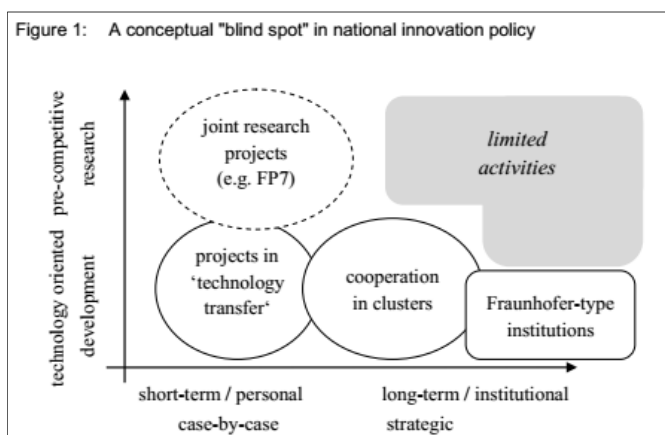 Figure 1: A conceptual "blind spot" in national innovation policy
pre-competitive
research
technology oriented
development
joint research
projects
(e.g. FP7)
limited
activities
projects in
‘technology
transfer‘
cooperation
in clusters
Fraunhofer-type
institutions
short-term / personal
case-by-case
long-term / institutional
strategic